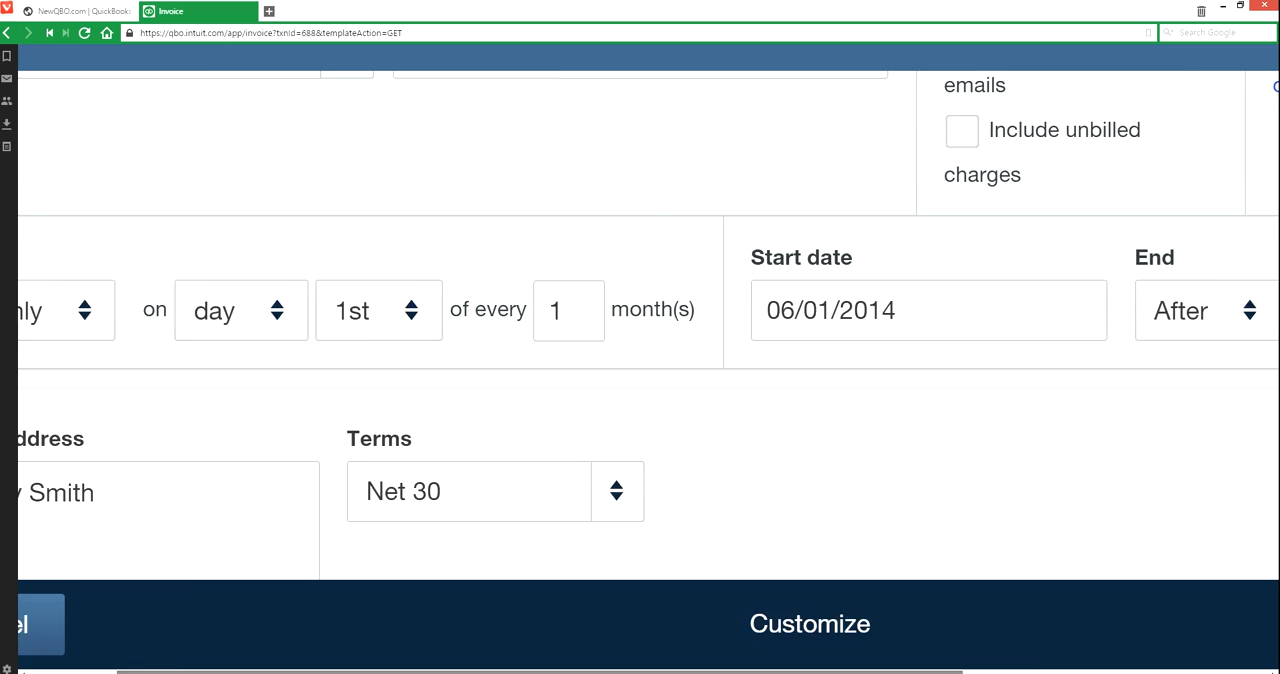 NewQBO.com | QuickBooks
Invoice
https://qbo.intuit.com/app/invoice?txnId=688&templateAction=GET
Search Google
emails
Include unbilled
charges
Start date
End
on
day
1st
of every
1
month(s)
06/01/2014
After
Terms
Smith
Net 30
Customize